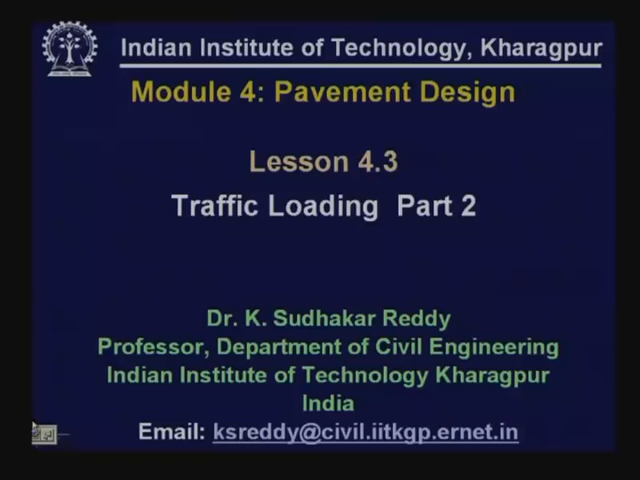 Indian Institute of Technology, Kharagpur
Module 4: Pavement Design
Lesson 4.3
Traffic Loading Part 2
Dr. K. Sudhakar Reddy
Professor, Department of Civil Engineering
Indian Institute of Technology Kharagpur
India
Email: ksreddy@civil.iitkgp.ernet.in